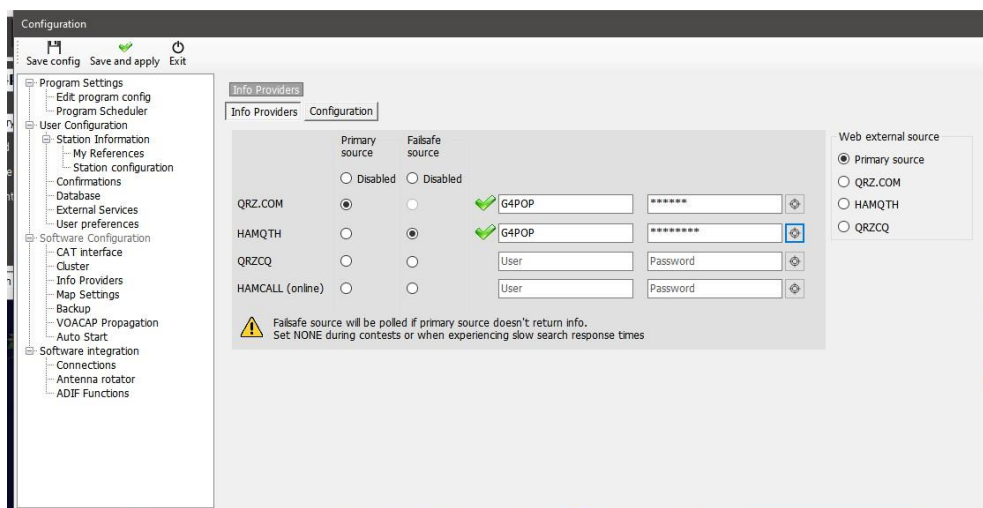 Configuration
Save config Save and apply Exit
Program Settings
Edit program config
Program Scheduler
User Configuration
Station Information
My References
Station configuration
Confirmations
Database
External Services
User preferences
Software Configuration
CAT interface
Cluster
Info Providers
Map Settings
Backup
VOACAP Propagation
Auto Start
Software integration
Connections
Antenna rotator
ADIF Functions
Info Providers
Info Providers Configuration
Primary source Failsafe source
Disabled Disabled
QRZ.COM G4POP ******
HAMQTH G4POP ********
QRZCQ User Password
HAMCALL (online) User Password
Failsafe source will be polled if primary source doesn't return info.
Set NONE during contests or when experiencing slow search response times
Web external source
Primary source
QRZ.COM
HAMQTH
QRZCQ